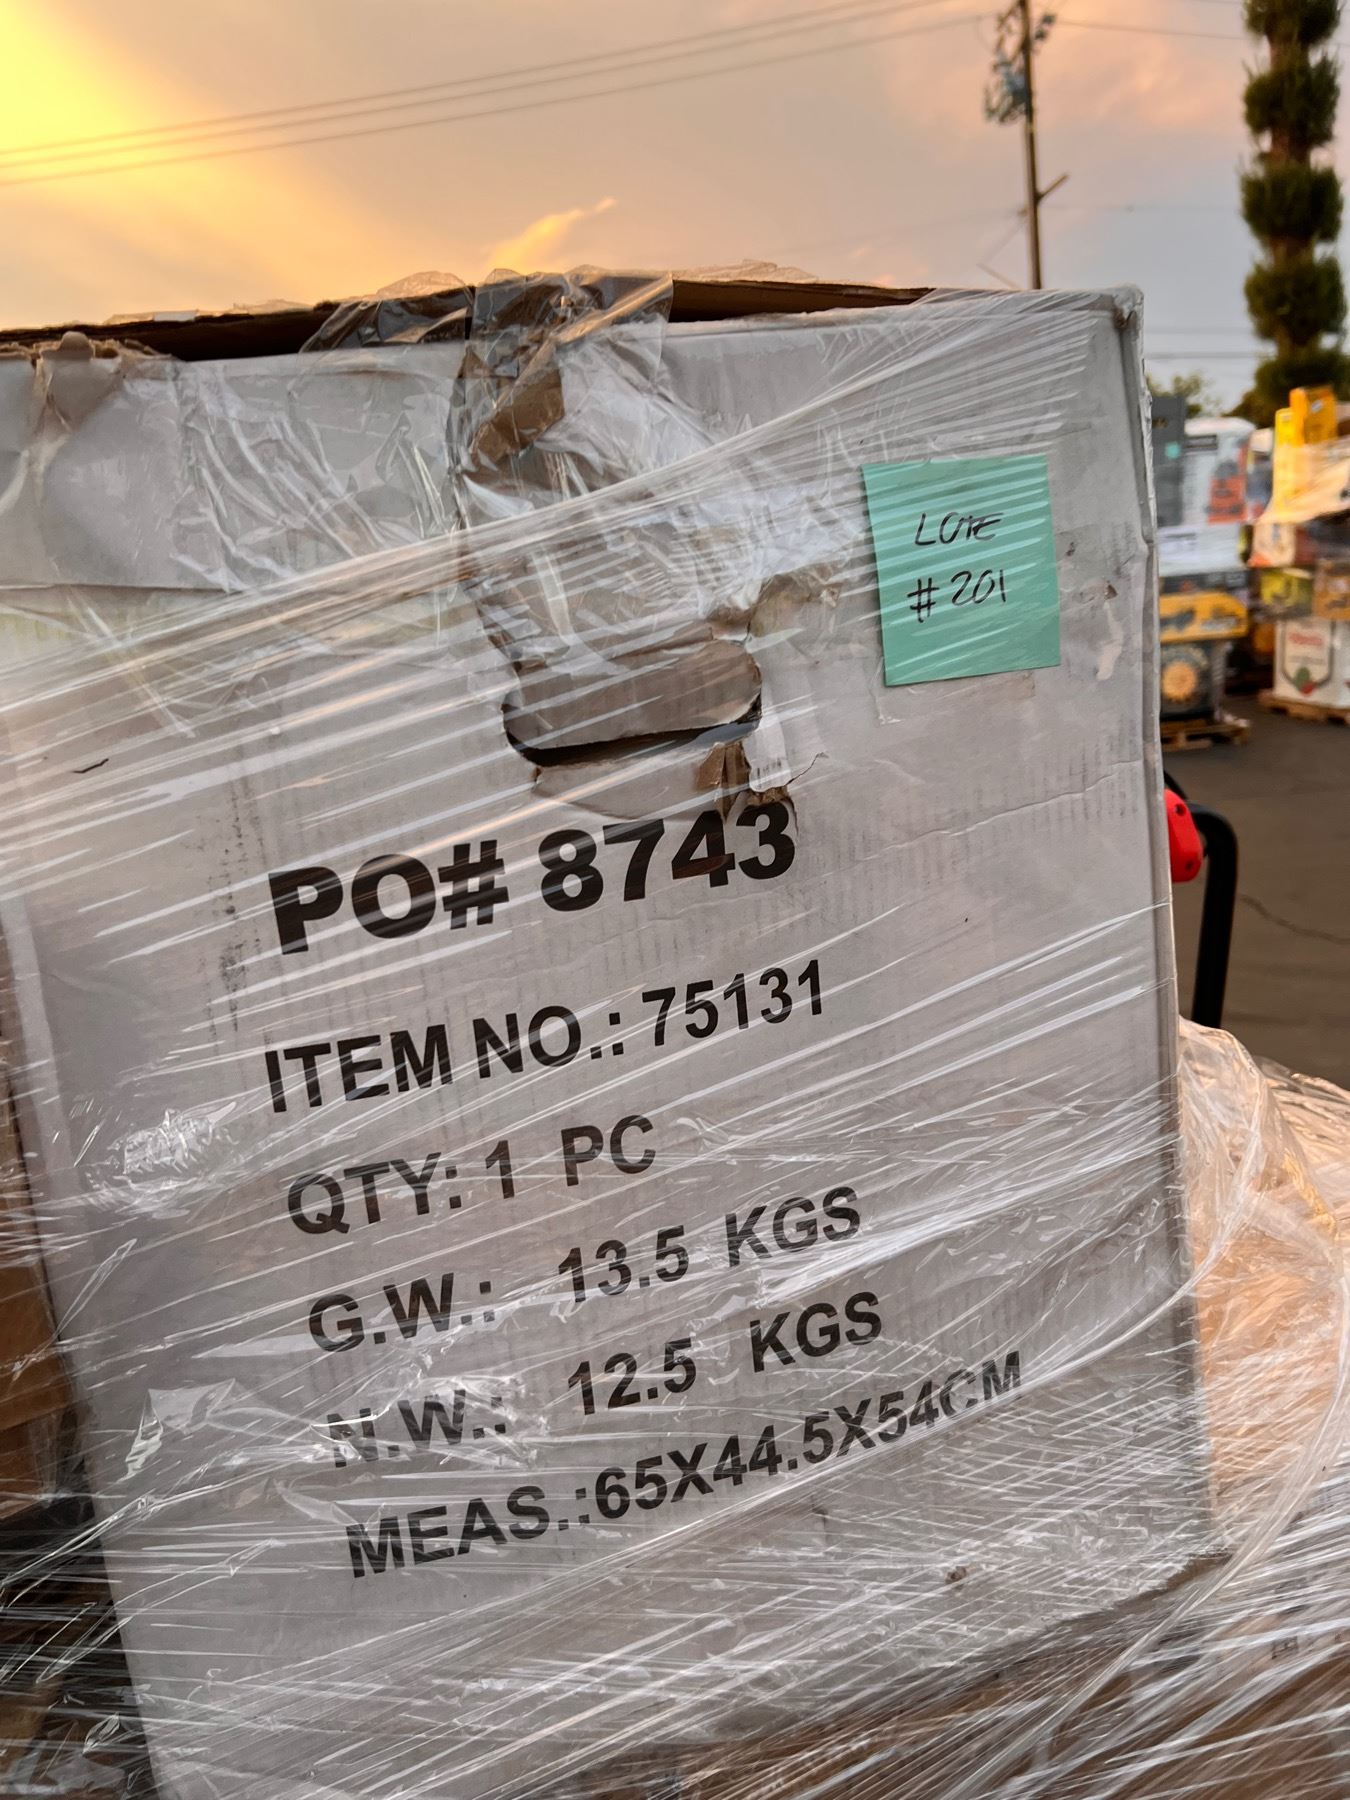 LOTE
#201
PO# 8743
ITEM NO.: 75131
QTY: 1 PC
G.W.: 13.5 KGS
N.W.: 12.5 KGS
MEAS.:65X44.5X54CM